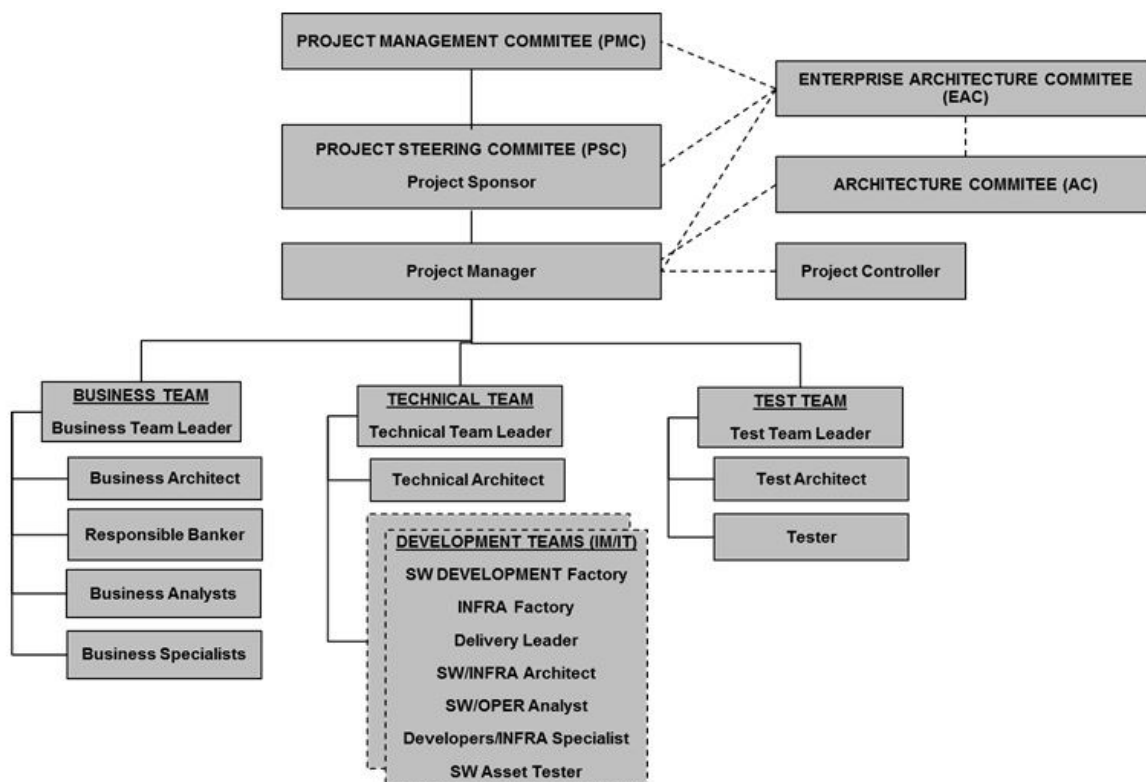 PROJECT MANAGEMENT COMMITEE (PMC)
ENTERPRISE ARCHITECTURE COMMITEE
(EAC)
PROJECT STEERING COMMITEE (PSC)
Project Sponsor
ARCHITECTURE COMMITEE (AC)
Project Manager
Project Controller
BUSINESS TEAM
Business Team Leader
Business Architect
Responsible Banker
Business Analysts
Business Specialists
TECHNICAL TEAM
Technical Team Leader
Technical Architect
DEVELOPMENT TEAMS (IM/IT)
SW DEVELOPMENT Factory
INFRA Factory
Delivery Leader
SW/INFRA Architect
SW/OPER Analyst
Developers/INFRA Specialist
SW Asset Tester
TEST TEAM
Test Team Leader
Test Architect
Tester